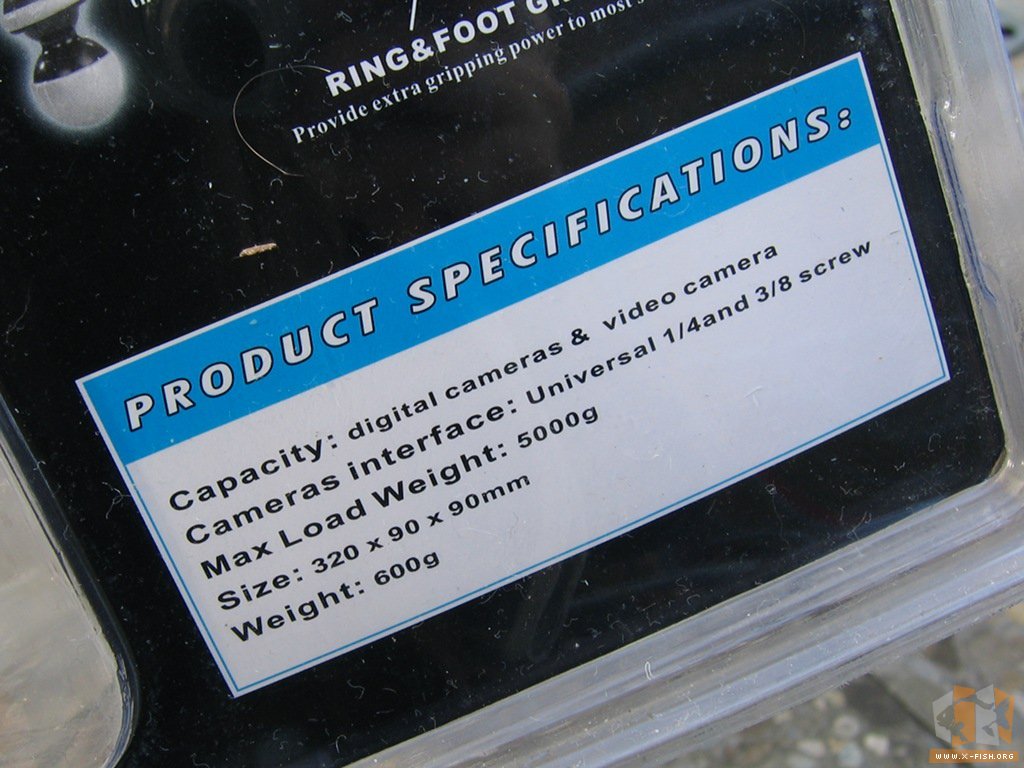 RING&FOOT
Provide extra gripping power to most
PRODUCT SPECIFICATIONS:
Capacity: digital cameras & video camera
Cameras interface: Universal 1/4and 3/8 screw
Max Load Weight: 5000g
Size: 320 x 90 x 90mm
Weight: 600g
WWW.X-FISH.ORG